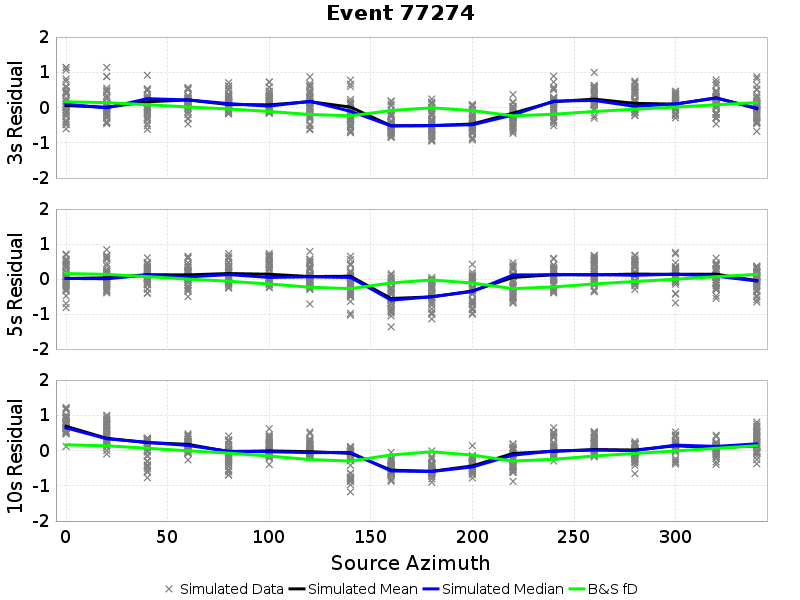 Event 77274
3s Residual
2
1
0
-1
-2
5s Residual
2
1
0
-1
-2
10s Residual
2
1
0
-1
-2
0 50 100 150 200 250 300
Source Azimuth
Simulated Data Simulated Mean Simulated Median B&S fD